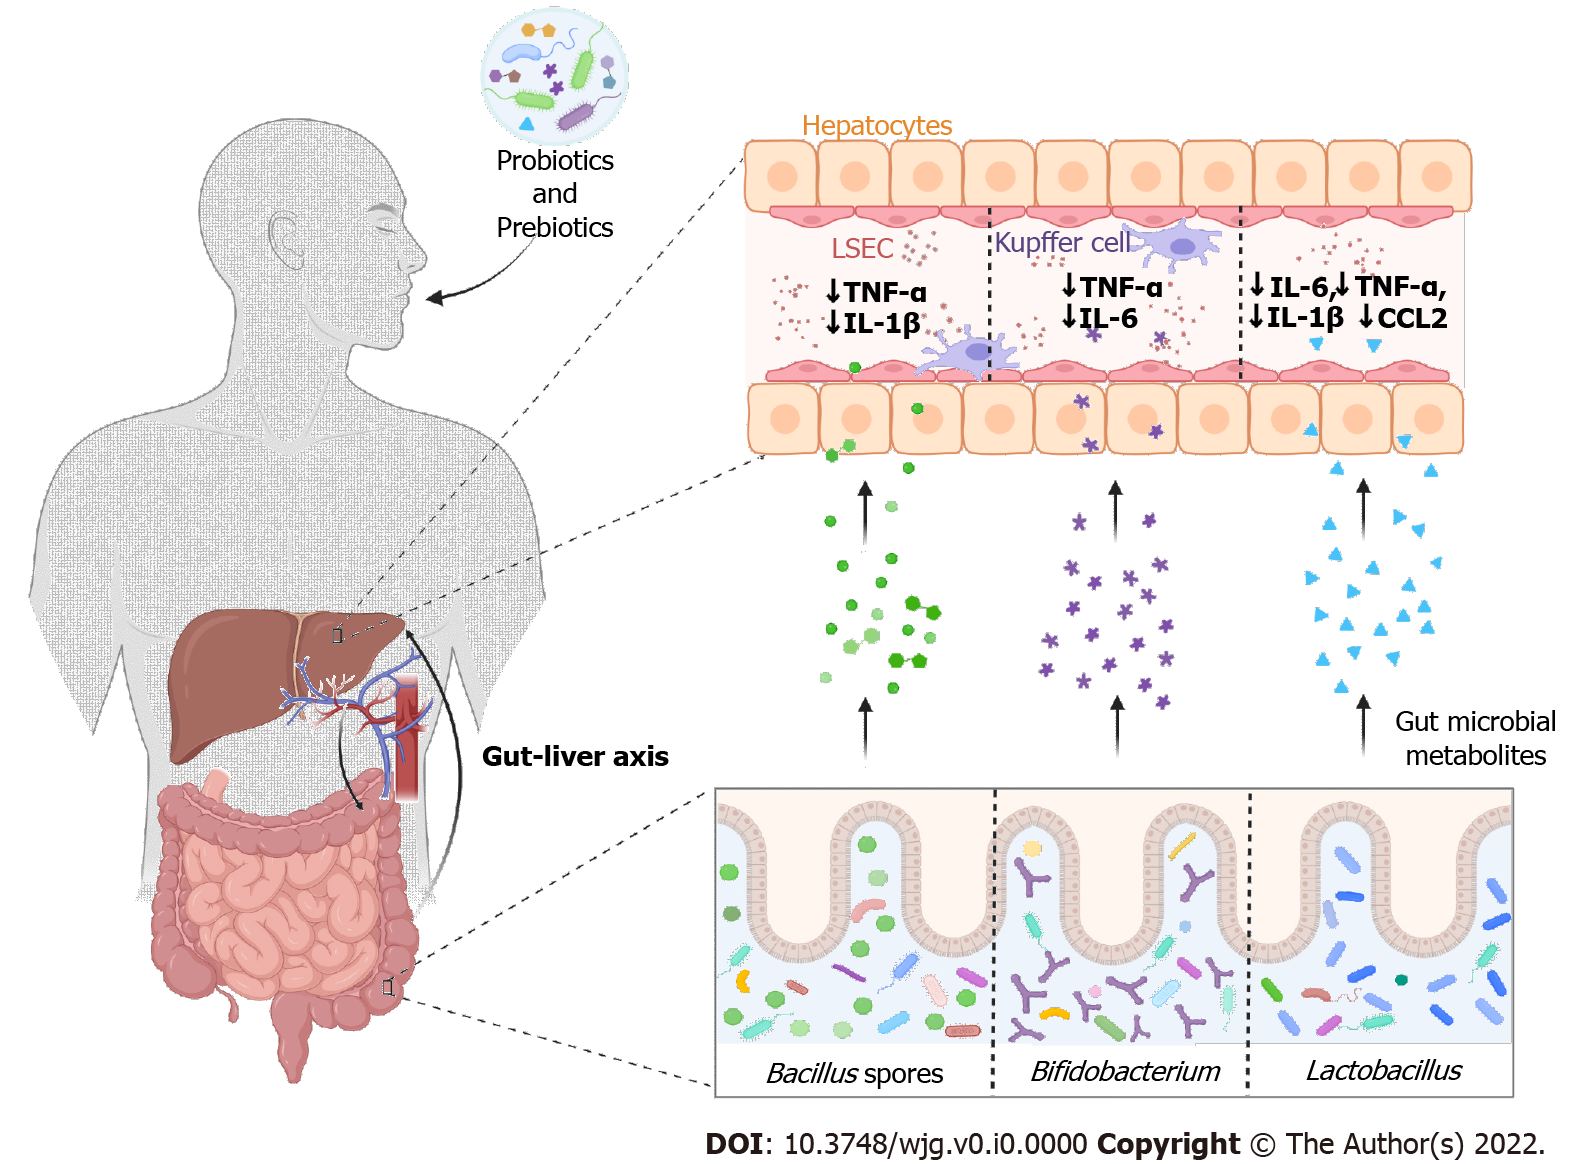 Probiotics
and
Prebiotics
Hepatocytes
LSEC
↓TNF-α
↓IL-1β
Kupffer cell
↓TNF-α
↓IL-6
↓IL-6,↓TNF-α,
↓IL-1β ↓CCL2
Gut-liver axis
Gut microbial
metabolites
Bacillus spores
Bifidobacterium
Lactobacillus
DOI: 10.3748/wjg.v0.i0.0000 Copyright © The Author(s) 2022.